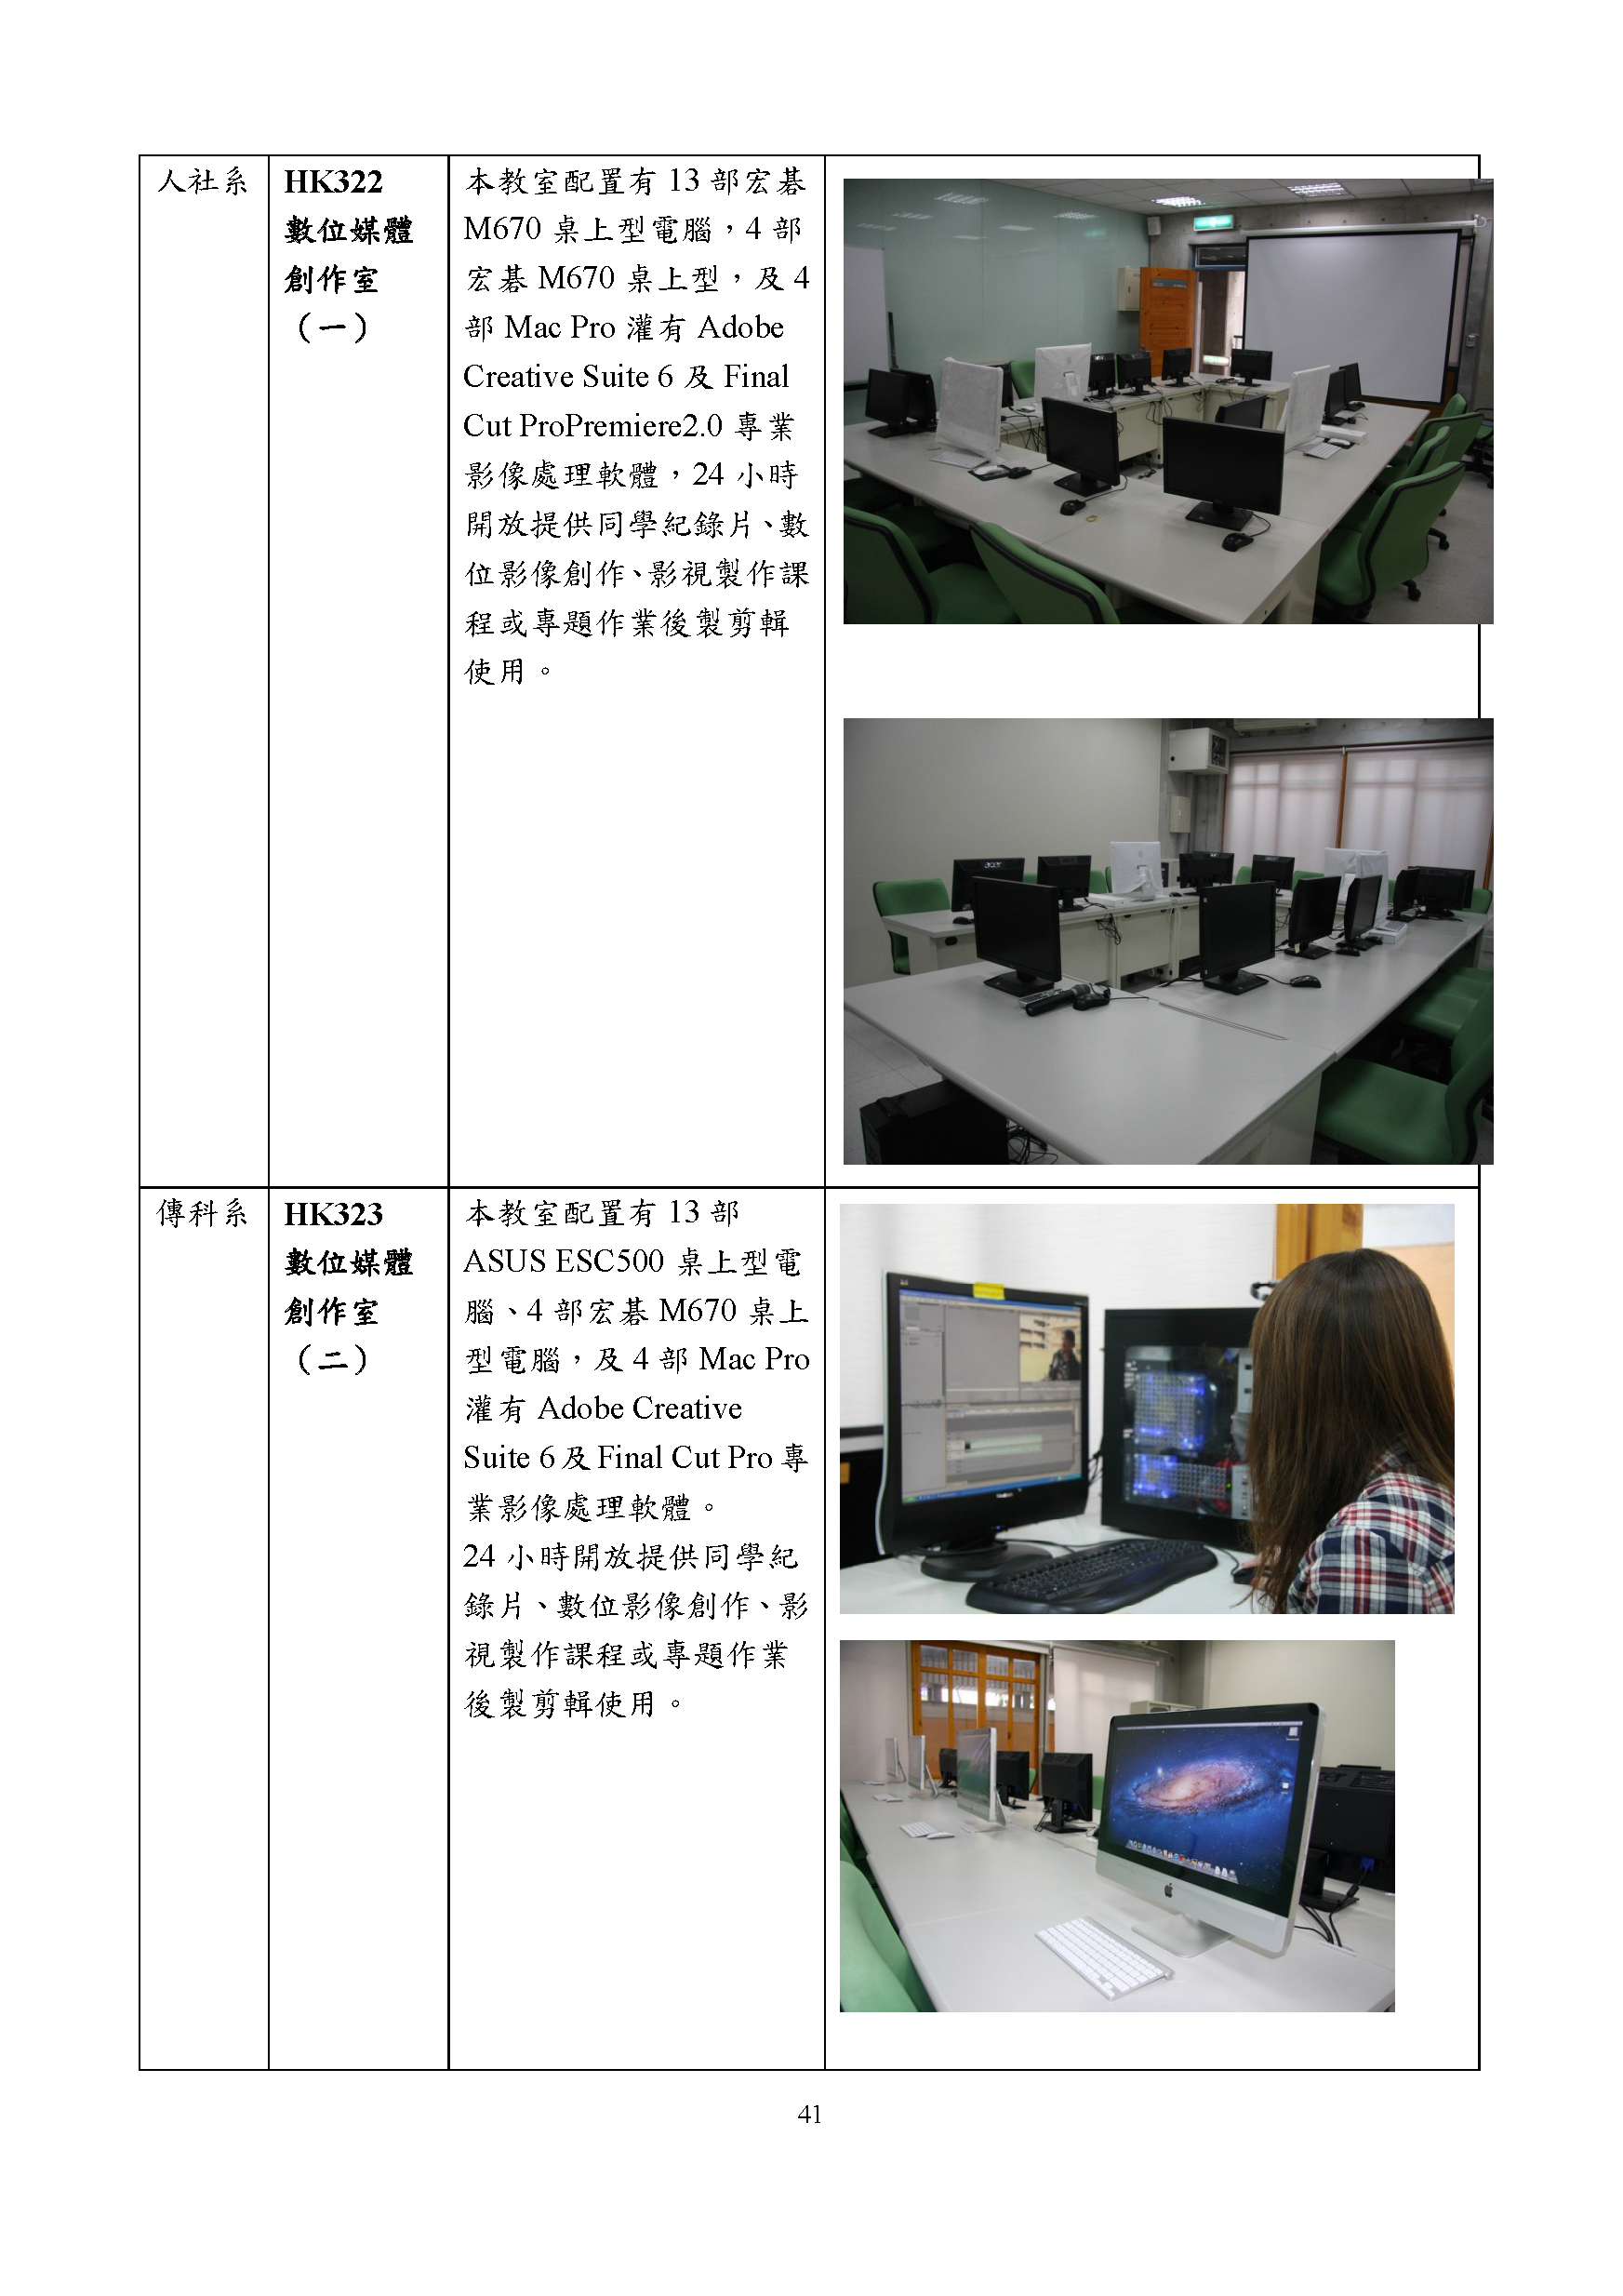 人社系
HK322
數位媒體
創作室
（一）
本教室配置有 13 部宏碁
M670 桌上型電腦，4 部
宏碁 M670 桌上型，及 4
部 Mac Pro 灌有 Adobe
Creative Suite 6 及 Final
Cut ProPremiere2.0 專業
影像處理軟體，24 小時
開放提供同學紀錄片、數
位影像創作、影視製作課
程或專題作業後製剪輯
使用。
傳科系
HK323
數位媒體
創作室
（二）
本教室配置有 13 部
ASUS ESC500 桌上型電
腦、4 部宏碁 M670 桌上
型電腦，及 4 部 Mac Pro
灌有 Adobe Creative
Suite 6 及 Final Cut Pro 專
業影像處理軟體。
24 小時開放提供同學紀
錄片、數位影像創作、影
視製作課程或專題作業
後製剪輯使用。
41